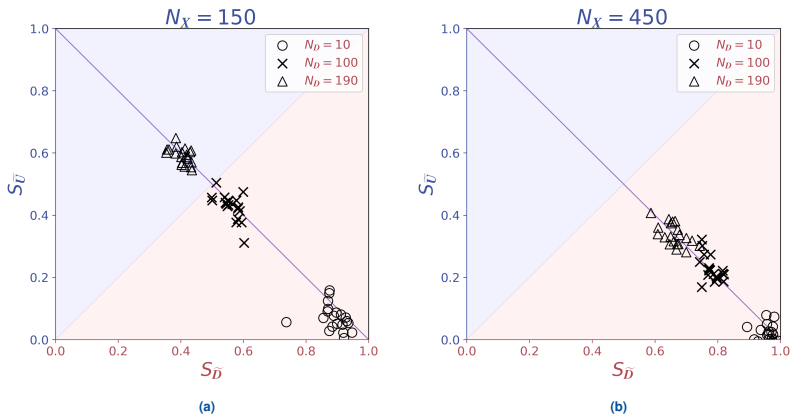 N_X = 150
N_X = 450
1.0
0.8
0.6
0.4
0.2
0.0
S_Ũ
N_D = 10
N_D = 100
N_D = 190
0.0 0.2 0.4 0.6 0.8 1.0
S_D̃
(a)
1.0
0.8
0.6
0.4
0.2
0.0
S_Ũ
N_D = 10
N_D = 100
N_D = 190
0.0 0.2 0.4 0.6 0.8 1.0
S_D̃
(b)